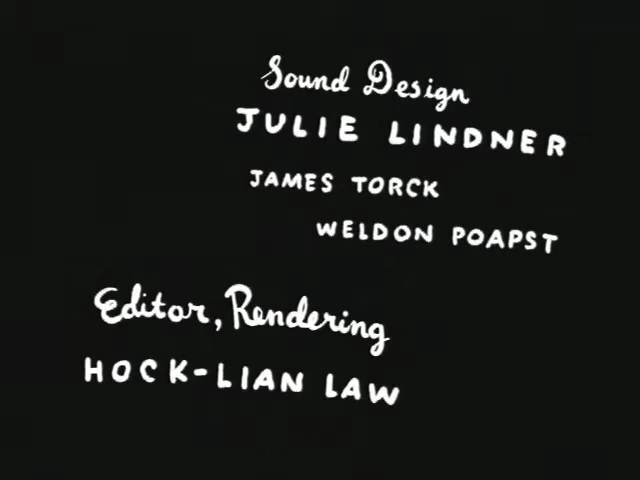 Sound Design
JULIE LINDNER
JAMES TORCK
WELDON POAPST
Editor, Rendering
HOCK-LIAN LAW